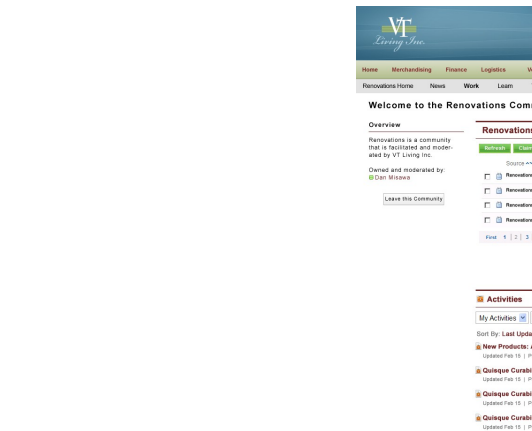 VT
Living Inc.
Home Merchandising Finance Logistics
Renovations Home News Work Learn
Welcome to the Renovations Com
Overview
Renovations is a community
that is facilitated and moder-
ated by VT Living Inc.
Owned and moderated by:
Dan Misawa
Leave this Community
Renovations
Refresh Claim
Source
Renovations
Renovations
Renovations
Renovations
First 1 | 2 | 3
Activities
My Activities
Sort By: Last Upda
New Products:
Updated Feb 15 | P
Quisque Curabi
Updated Feb 15 | P
Quisque Curabi
Updated Feb 15 | P
Quisque Curabi
Updated Feb 15 | P